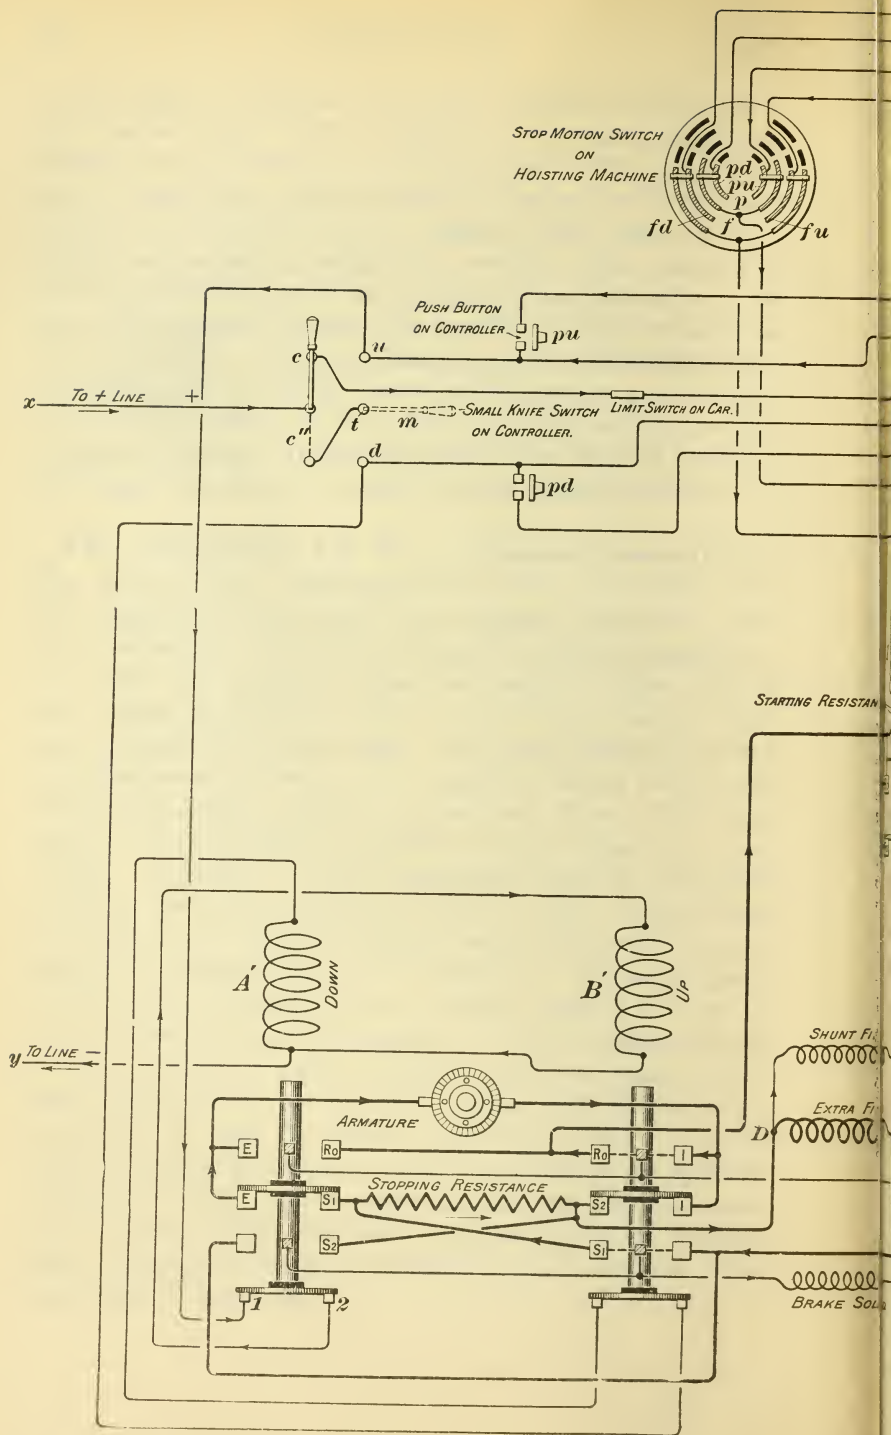 STOP MOTION SWITCH
ON
HOISTING MACHINE
pd
pu
p
f
fd
fu
PUSH BUTTON
ON CONTROLLER
pu
c
u
x TO + LINE
+
t
m
SMALL KNIFE SWITCH
ON CONTROLLER.
LIMIT SWITCH ON CAR.
c"
d
pd
STARTING RESISTAN
A'
DOWN
B'
UP
y TO LINE −
SHUNT FI
EXTRA FI
D
ARMATURE
E
R0
R0
I
STOPPING RESISTANCE
E
S1
S2
I
S2
S1
1
2
BRAKE SOL